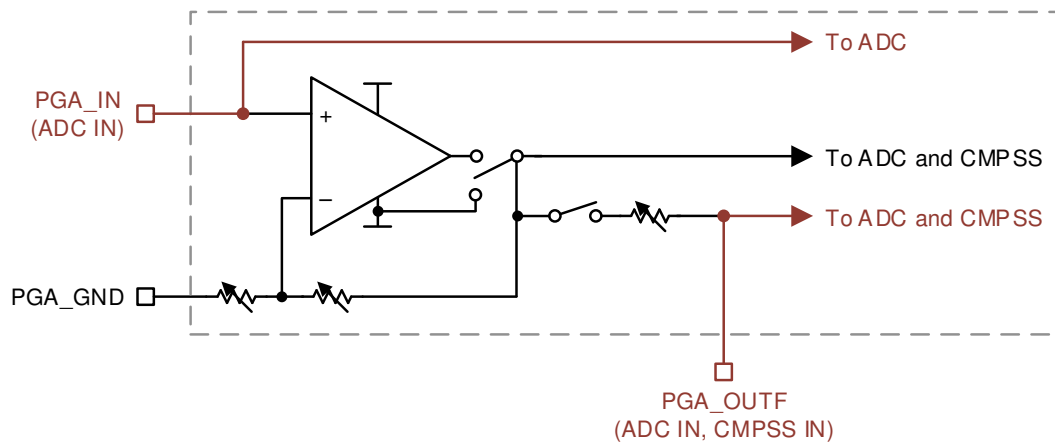 To ADC
PGA_IN
(ADC IN)
+
To ADC and CMPSS
−
To ADC and CMPSS
PGA_GND
PGA_OUTF
(ADC IN, CMPSS IN)